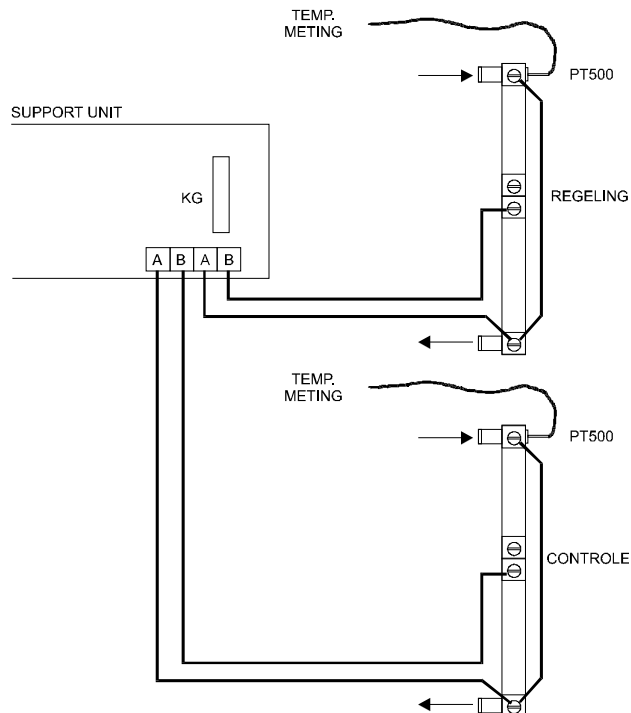 TEMP.
METING
PT500
SUPPORT UNIT
KG
REGELING
A B A B
TEMP.
METING
PT500
CONTROLE